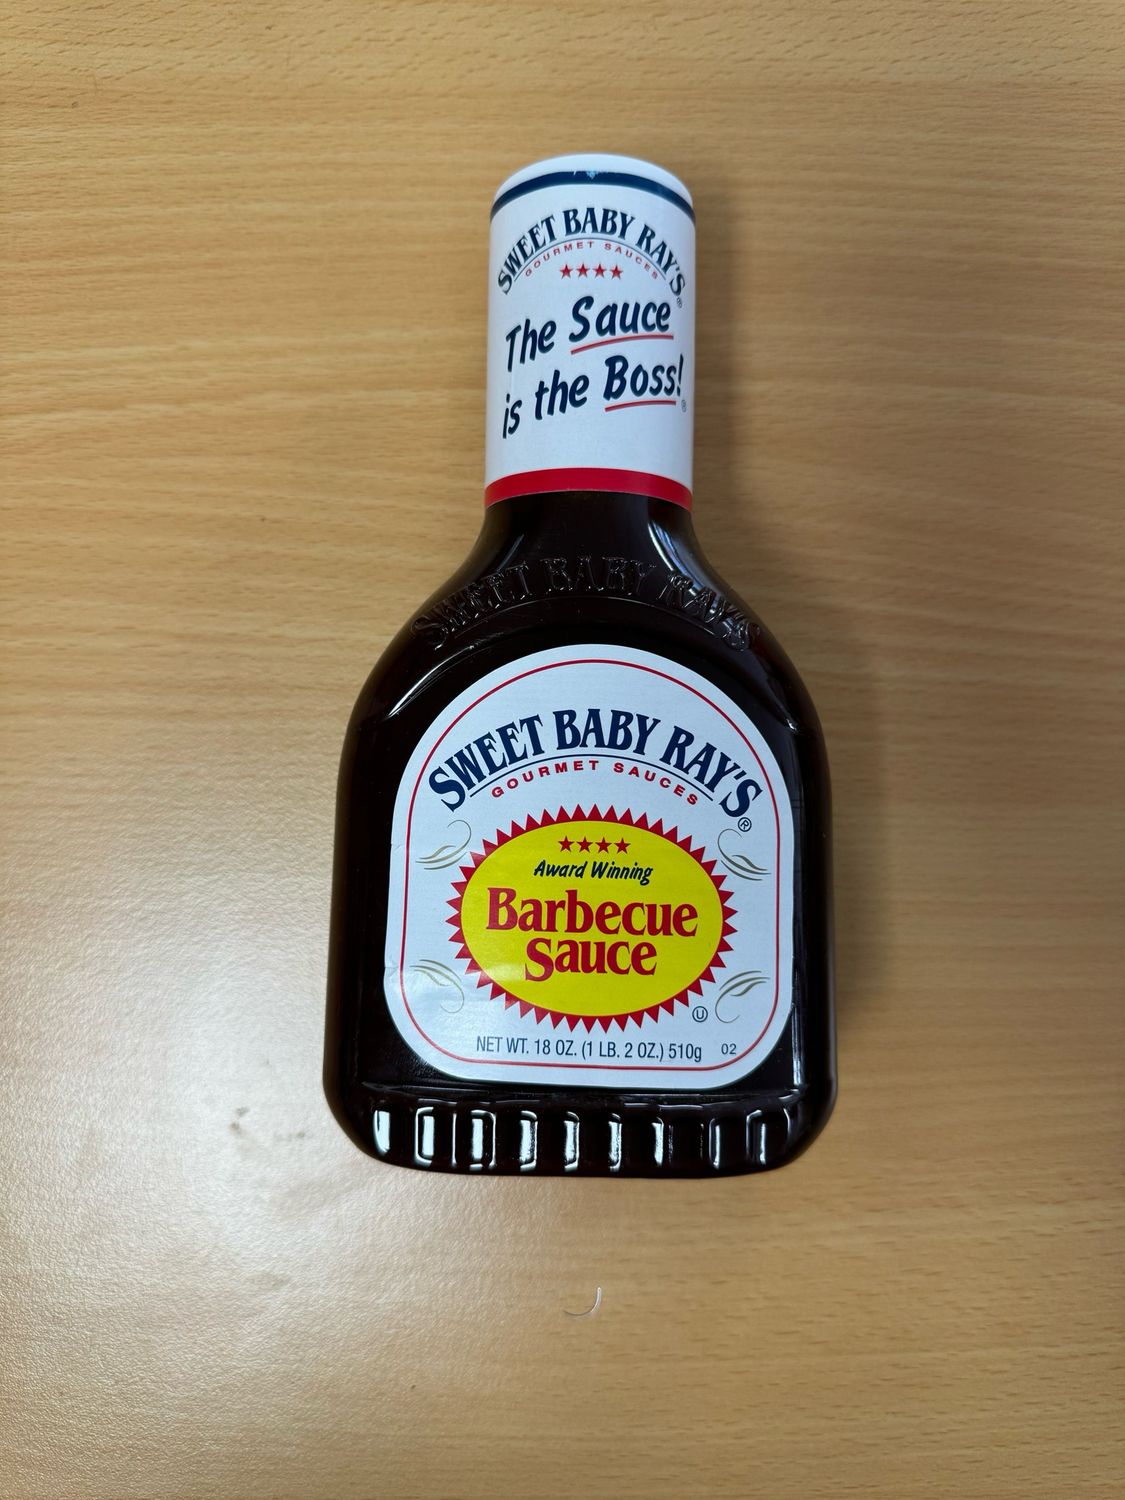 SWEET BABY RAY'S®
GOURMET SAUCES
The Sauce
is the Boss!®
SWEET BABY RAY'S
SWEET BABY RAY'S®
GOURMET SAUCES
Award Winning
Barbecue
Sauce
U
NET WT. 18 OZ. (1 LB. 2 OZ.) 510g 02